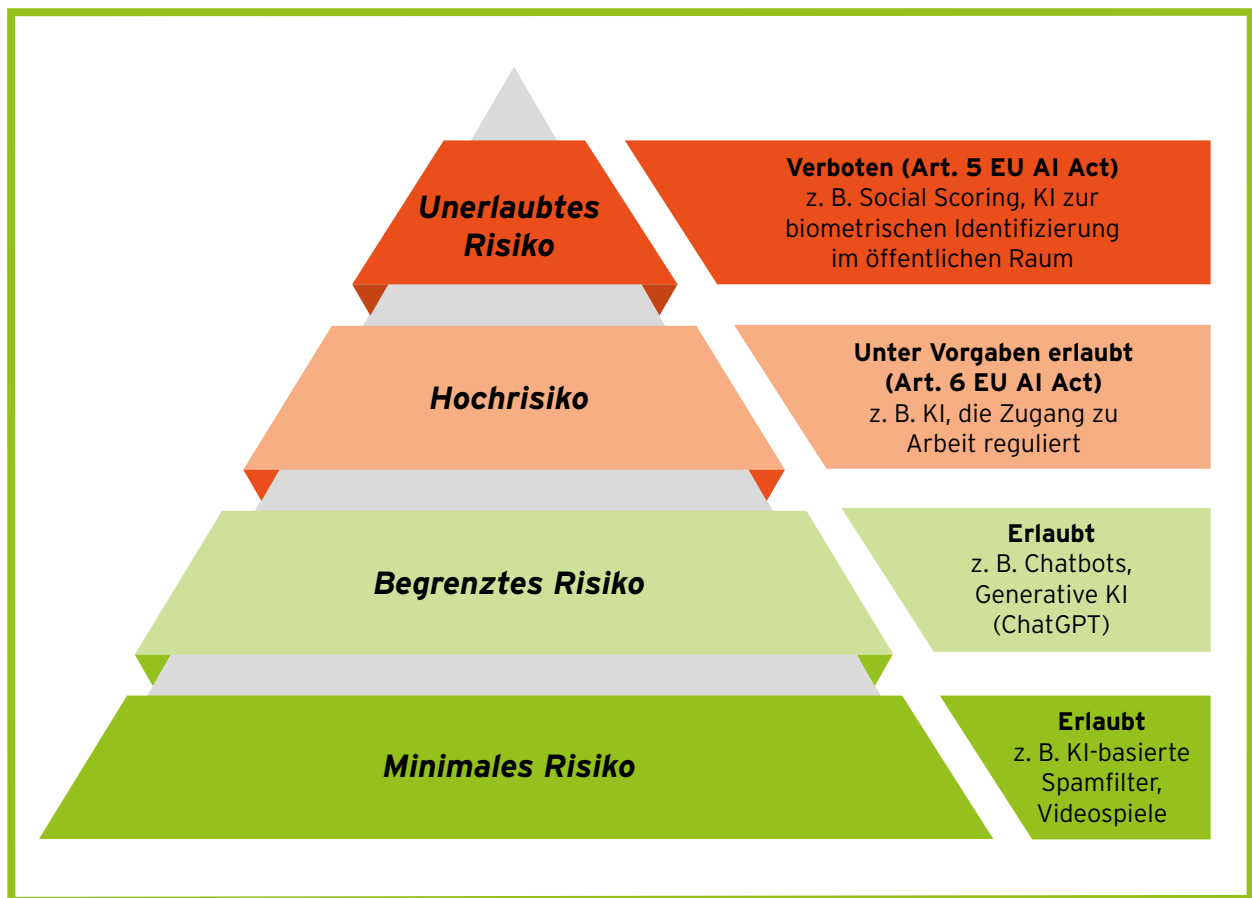 Unerlaubtes
Risiko
Verboten (Art. 5 EU AI Act)
z. B. Social Scoring, KI zur
biometrischen Identifizierung
im öffentlichen Raum
Hochrisiko
Unter Vorgaben erlaubt
(Art. 6 EU AI Act)
z. B. KI, die Zugang zu
Arbeit reguliert
Begrenztes Risiko
Erlaubt
z. B. Chatbots,
Generative KI
(ChatGPT)
Minimales Risiko
Erlaubt
z. B. KI-basierte
Spamfilter,
Videospiele